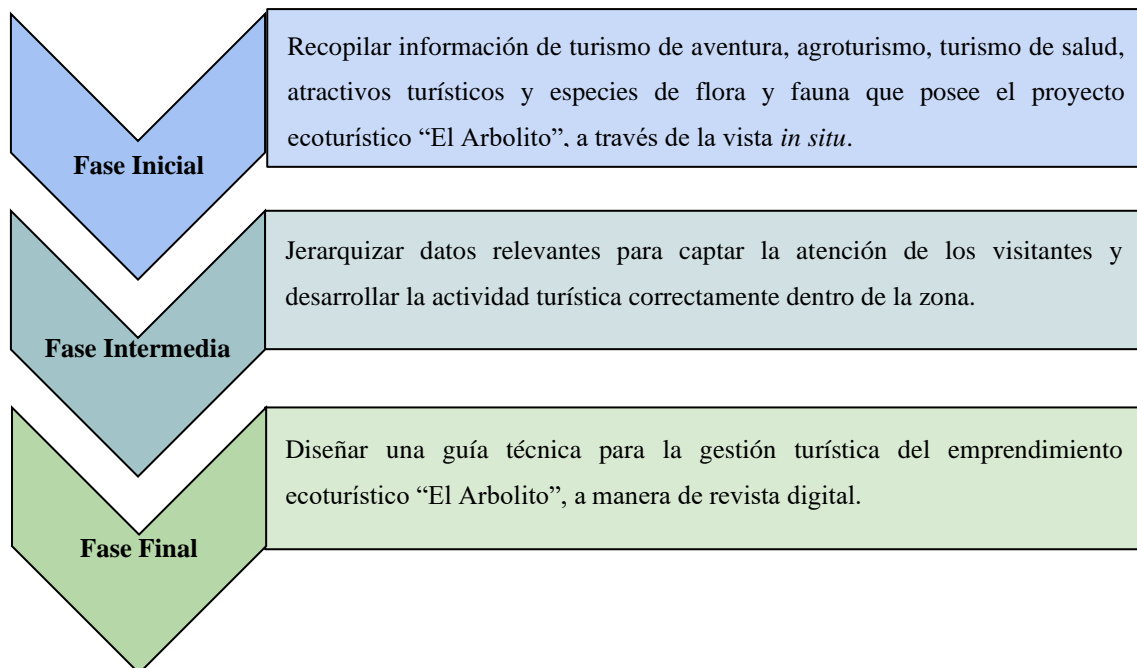 Recopilar información de turismo de aventura, agroturismo, turismo de salud,
atractivos turísticos y especies de flora y fauna que posee el proyecto
ecoturístico “El Arbolito”, a través de la vista in situ.
Fase Inicial
Jerarquizar datos relevantes para captar la atención de los visitantes y
desarrollar la actividad turística correctamente dentro de la zona.
Fase Intermedia
Diseñar una guía técnica para la gestión turística del emprendimiento
ecoturístico “El Arbolito”, a manera de revista digital.
Fase Final